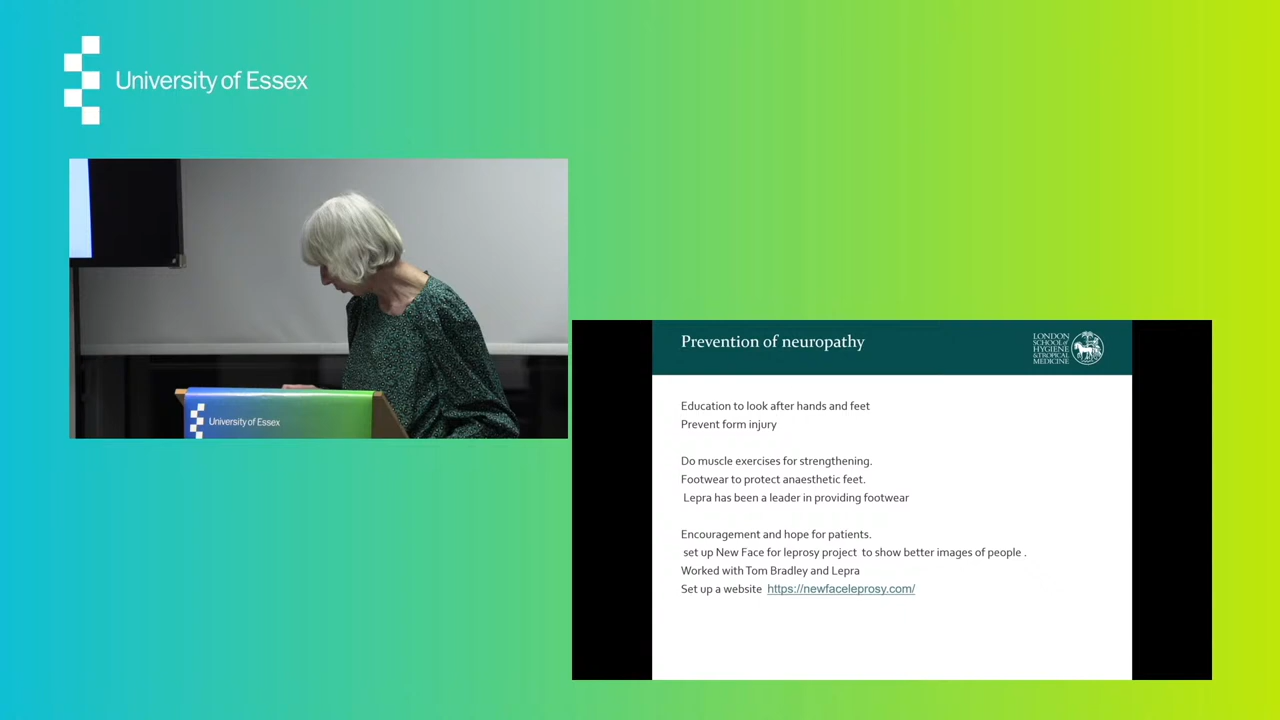 University of Essex
University of Essex
Prevention of neuropathy
LONDON
SCHOOL of
HYGIENE
& TROPICAL
MEDICINE
Education to look after hands and feet
Prevent form injury
Do muscle exercises for strengthening.
Footwear to protect anaesthetic feet.
Lepra has been a leader in providing footwear
Encouragement and hope for patients.
set up New Face for leprosy project to show better images of people .
Worked with Tom Bradley and Lepra
Set up a website https://newfaceleprosy.com/